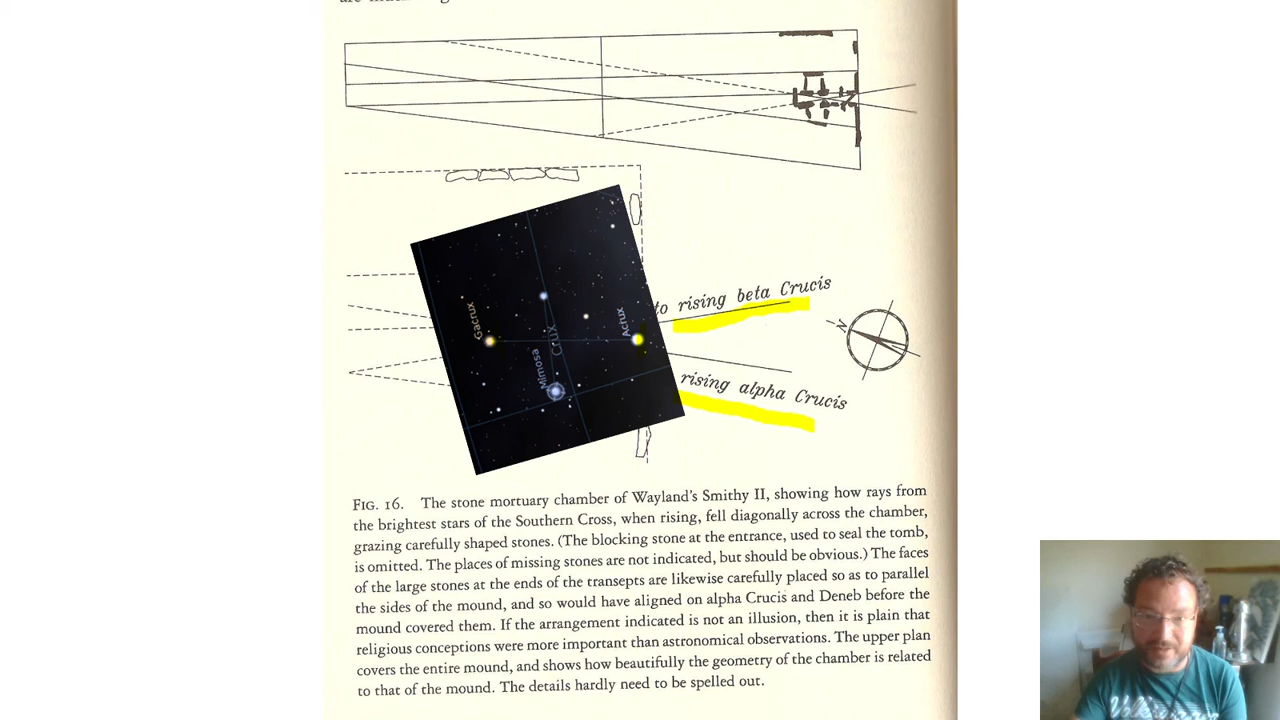 to rising beta Crucis
N
rising alpha Crucis
Gacrux
Crux
Mimosa
Acrux
FIG. 16. The stone mortuary chamber of Wayland's Smithy II, showing how rays from
the brightest stars of the Southern Cross, when rising, fell diagonally across the chamber,
grazing carefully shaped stones. (The blocking stone at the entrance, used to seal the tomb,
is omitted. The places of missing stones are not indicated, but should be obvious.) The faces
of the large stones at the ends of the transepts are likewise carefully placed so as to parallel
the sides of the mound, and so would have aligned on alpha Crucis and Deneb before the
mound covered them. If the arrangement indicated is not an illusion, then it is plain that
religious conceptions were more important than astronomical observations. The upper plan
covers the entire mound, and shows how beautifully the geometry of the chamber is related
to that of the mound. The details hardly need to be spelled out.